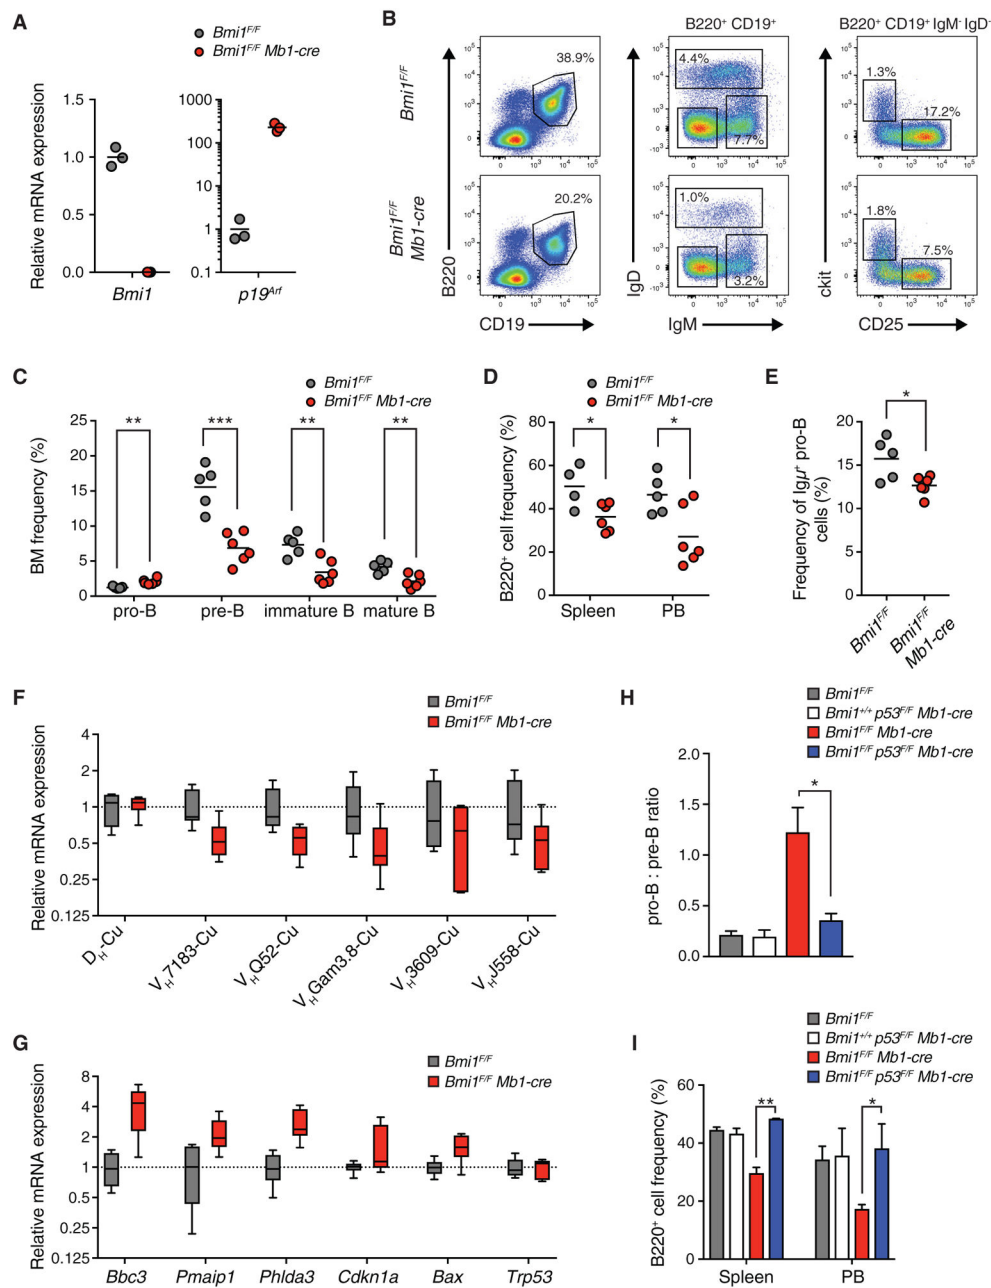 A
Bmi1F/F
Bmi1F/F Mb1-cre
Relative mRNA expression
1.5
1.0
0.5
0.0
1000
100
10
1
0.1
Bmi1
p19Arf
B
B220+ CD19+
B220+ CD19+ IgM- IgD-
Bmi1F/F
38.9%
4.4%
7.7%
1.3%
17.2%
Bmi1F/F
Mb1-cre
20.2%
1.0%
3.2%
1.8%
7.5%
B220
CD19
IgD
IgM
ckit
CD25
C
Bmi1F/F
Bmi1F/F Mb1-cre
BM frequency (%)
25
20
15
10
5
0
** *** ** **
pro-B pre-B immature B mature B
D
Bmi1F/F
Bmi1F/F Mb1-cre
B220+ cell frequency (%)
80
60
40
20
0
* *
Spleen PB
E
Frequency of Igμ+ pro-B
cells (%)
20
15
10
5
0
*
Bmi1F/F
Bmi1F/F
Mb1-cre
F
Bmi1F/F
Bmi1F/F Mb1-cre
Relative mRNA expression
4
2
1
0.5
0.25
0.125
DH-Cu
VH7183-Cu
VHQ52-Cu
VHGam3.8-Cu
VH3609-Cu
VHJ558-Cu
H
Bmi1F/F
Bmi1+/+ p53F/F Mb1-cre
Bmi1F/F Mb1-cre
Bmi1F/F p53F/F Mb1-cre
pro-B : pre-B ratio
2.0
1.5
1.0
0.5
0.0
*
G
Bmi1F/F
Bmi1F/F Mb1-cre
Relative mRNA expression
8
4
2
1
0.5
0.25
0.125
Bbc3 Pmaip1 Phlda3 Cdkn1a Bax Trp53
I
Bmi1F/F
Bmi1+/+ p53F/F Mb1-cre
Bmi1F/F Mb1-cre
Bmi1F/F p53F/F Mb1-cre
B220+ cell frequency (%)
60
40
20
0
** *
Spleen PB